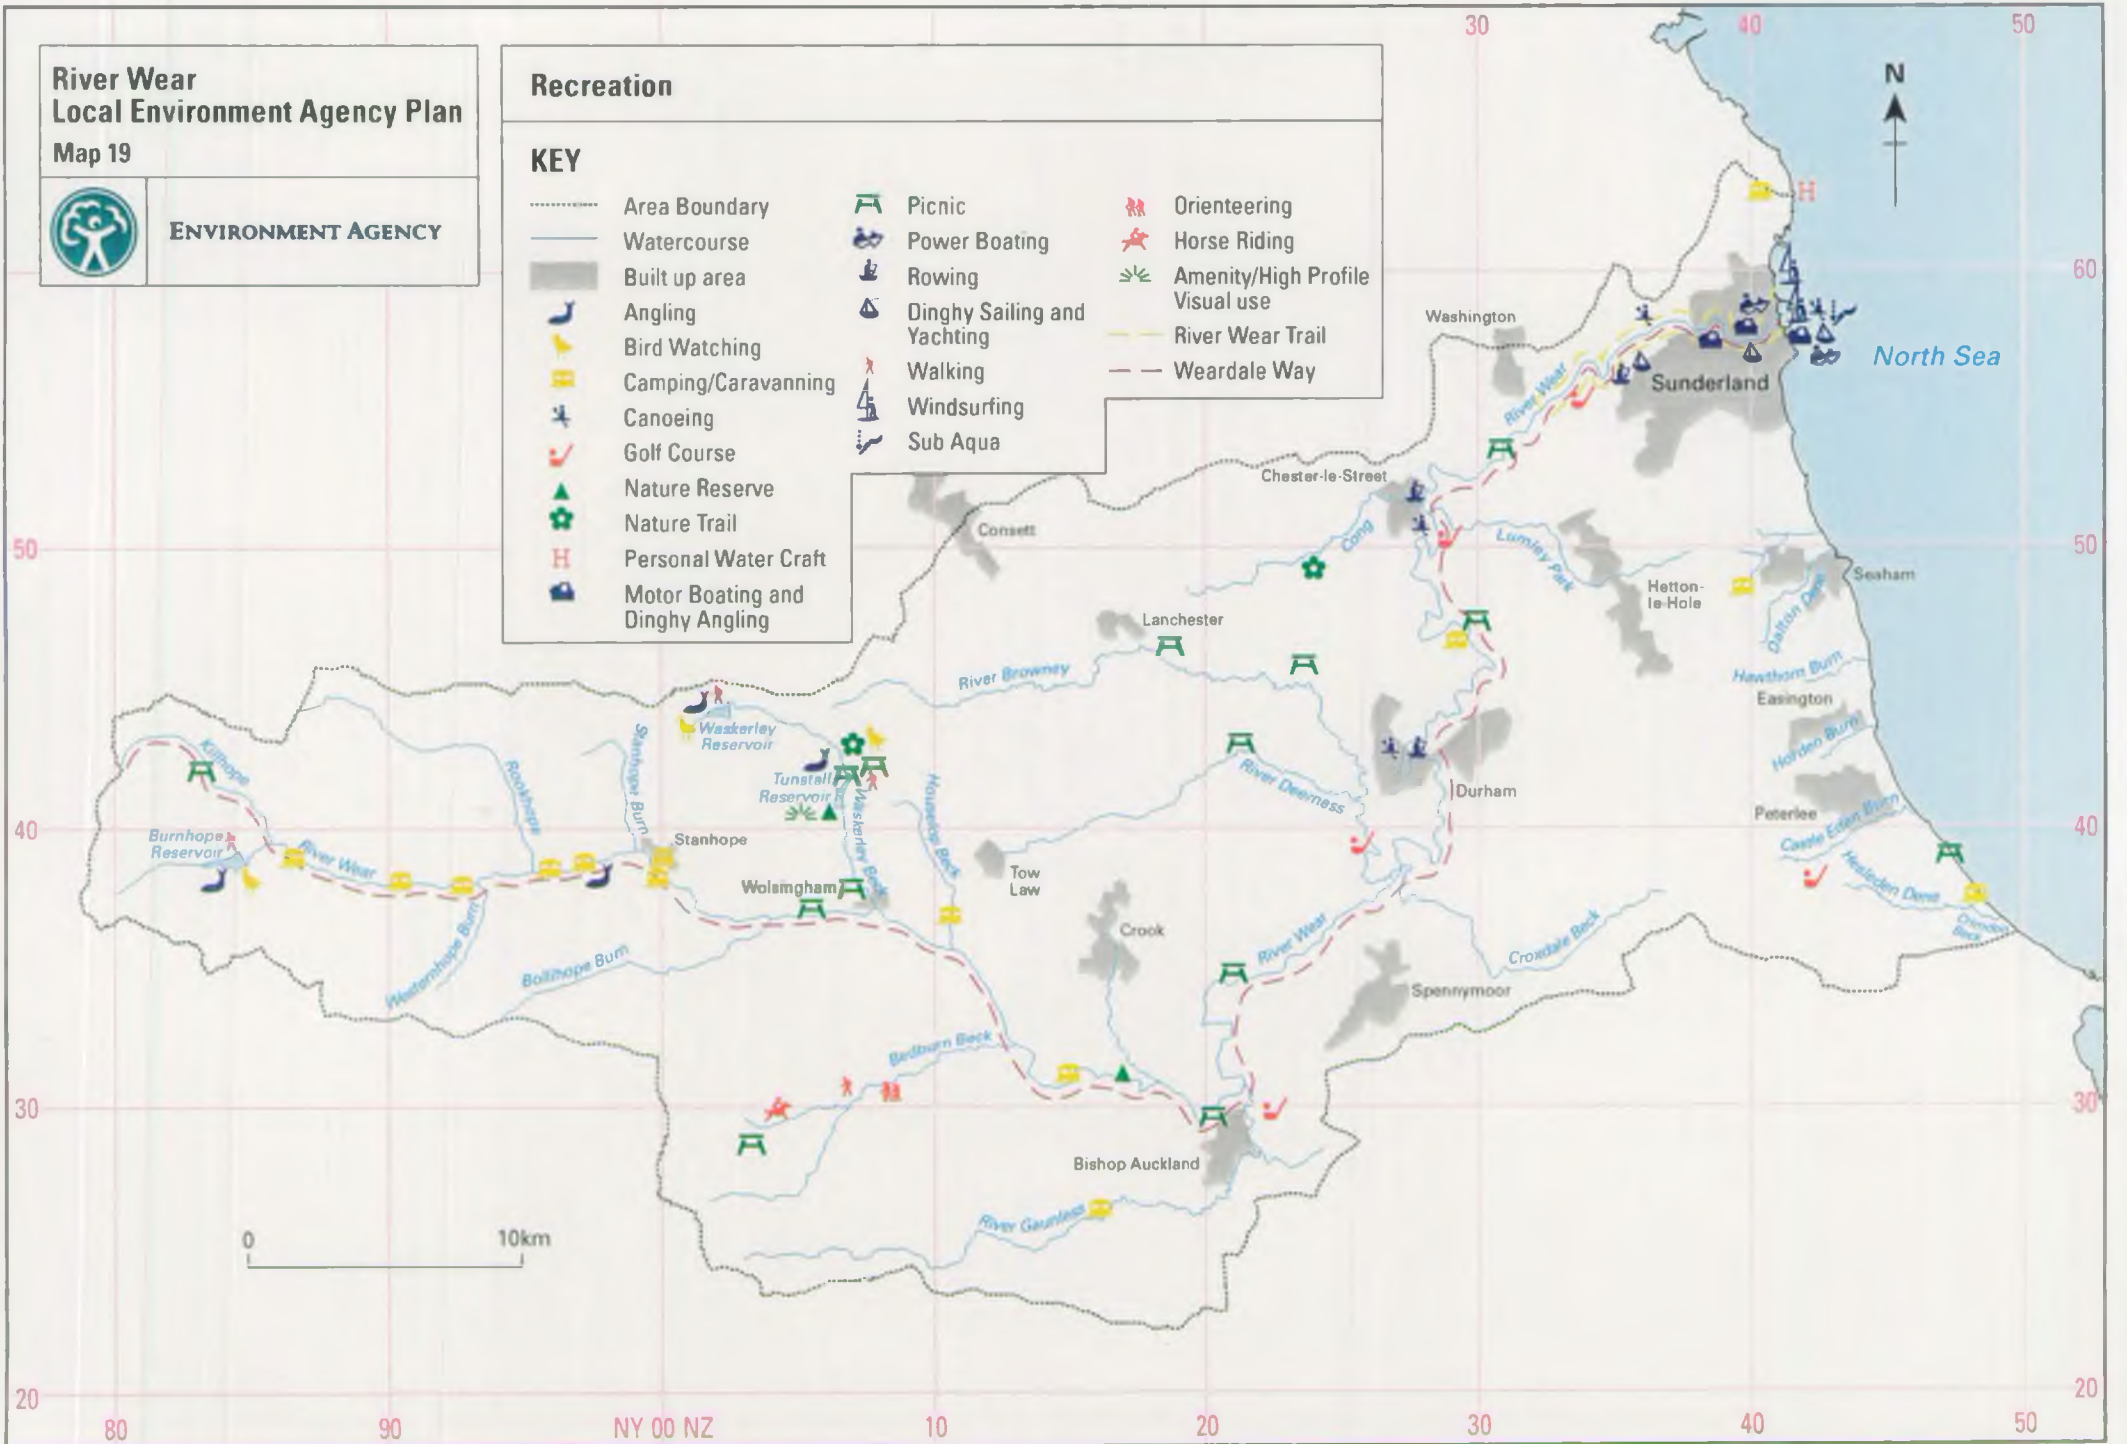 River Wear
Local Environment Agency Plan
Map 19
ENVIRONMENT AGENCY
Recreation
KEY
Area Boundary
Watercourse
Built up area
Angling
Bird Watching
Camping/Caravanning
Canoeing
Golf Course
Nature Reserve
Nature Trail
H Personal Water Craft
Motor Boating and
Dinghy Angling
Picnic
Power Boating
Rowing
Dinghy Sailing and
Yachting
Walking
Windsurfing
Sub Aqua
Orienteering
Horse Riding
Amenity/High Profile
Visual use
River Wear Trail
Weardale Way
30
40
50
N
H
60
Washington
North Sea
River Wear
Sunderland
Chester-le-Street
Consett
Cong
Lumley Park
50
50
Hetton-
le-Hole
Seaham
Dalton Dene
Lanchester
River Browney
Hawthorn Burn
Easington
Horden Burn
Waskerley
Reservoir
Killhope
Rookhope
Stanhope Burn
Tunstall
Reservoir
Waskerley Beck
Houselop Beck
River Deerness
Durham
Peterlee
Castle Eden Burn
40
40
Burnhope
Reservoir
River Wear
Stanhope
Wolsingham
Tow
Law
Hesleden Dene
Crimdon
Beck
Crook
River Wear
Croxdale Beck
Westernhope Burn
Bollihope Burn
Spennymoor
Bedburn Beck
30
30
Bishop Auckland
River Gaunless
0
10km
20
20
80
90
NY 00 NZ
10
20
30
40
50